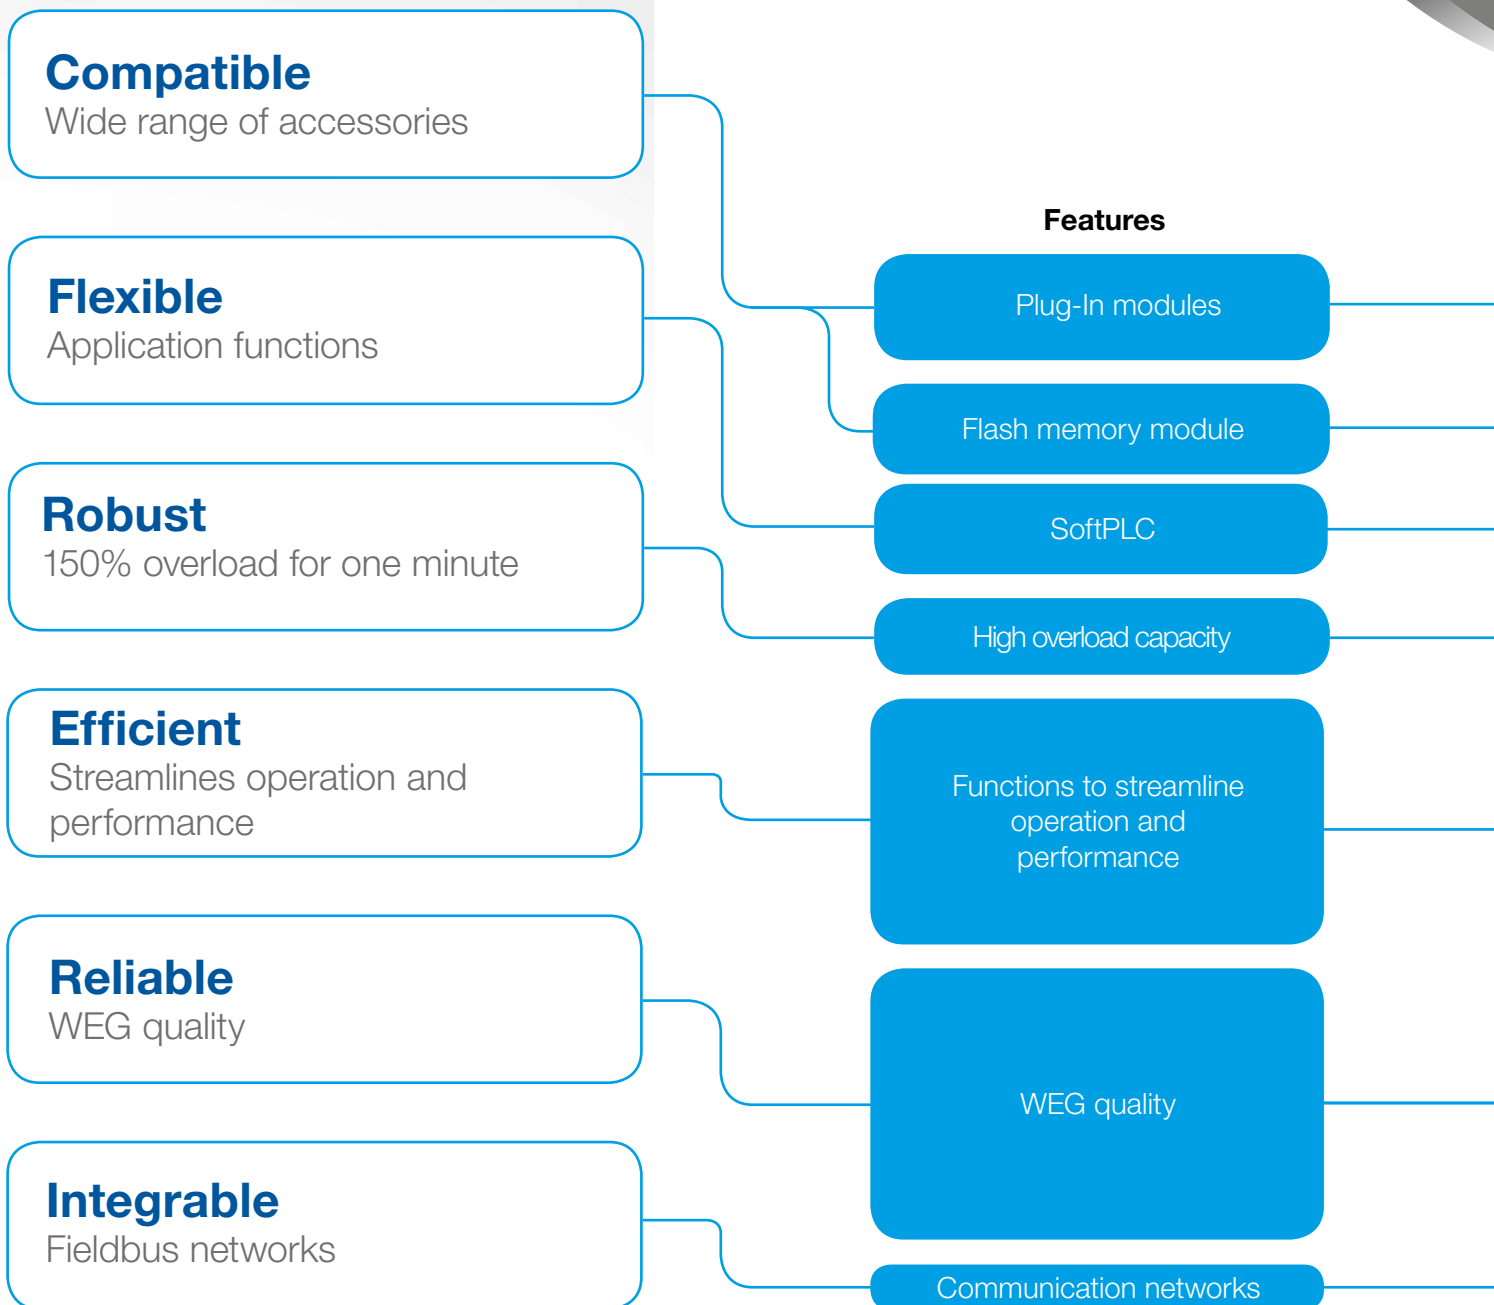 Compatible
Wide range of accessories
Flexible
Application functions
Robust
150% overload for one minute
Efficient
Streamlines operation and
performance
Reliable
WEG quality
Integrable
Fieldbus networks
Features
Plug-In modules
Flash memory module
SoftPLC
High overload capacity
Functions to streamline
operation and
performance
WEG quality
Communication networks